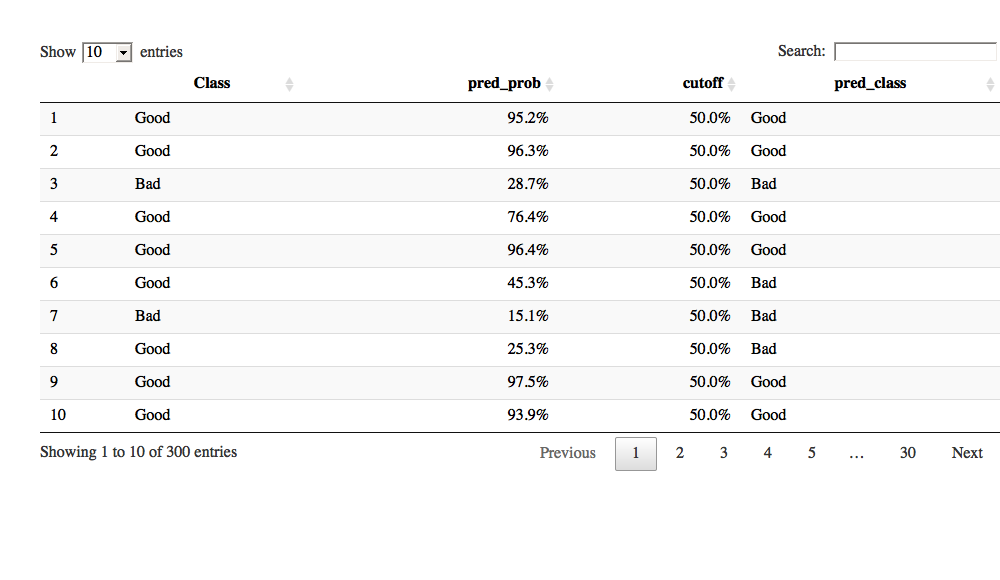 Show 10 entries Search:
Class pred_prob cutoff pred_class
1 Good 95.2% 50.0% Good
2 Good 96.3% 50.0% Good
3 Bad 28.7% 50.0% Bad
4 Good 76.4% 50.0% Good
5 Good 96.4% 50.0% Good
6 Good 45.3% 50.0% Bad
7 Bad 15.1% 50.0% Bad
8 Good 25.3% 50.0% Bad
9 Good 97.5% 50.0% Good
10 Good 93.9% 50.0% Good
Showing 1 to 10 of 300 entries Previous 1 2 3 4 5 … 30 Next